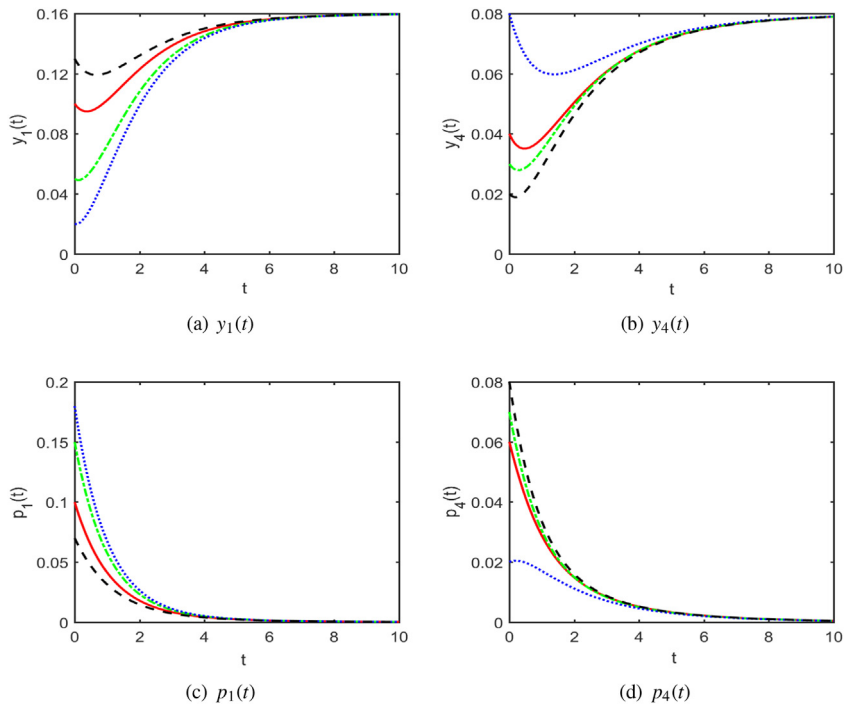 0.16
0.12
0.08
0.04
0
y1(t)
0 2 4 6 8 10
t
(a) y1(t)
0.08
0.06
0.04
0.02
0
y4(t)
0 2 4 6 8 10
t
(b) y4(t)
0.2
0.15
0.1
0.05
0
p1(t)
0 2 4 6 8 10
t
(c) p1(t)
0.08
0.06
0.04
0.02
0
p4(t)
0 2 4 6 8 10
t
(d) p4(t)